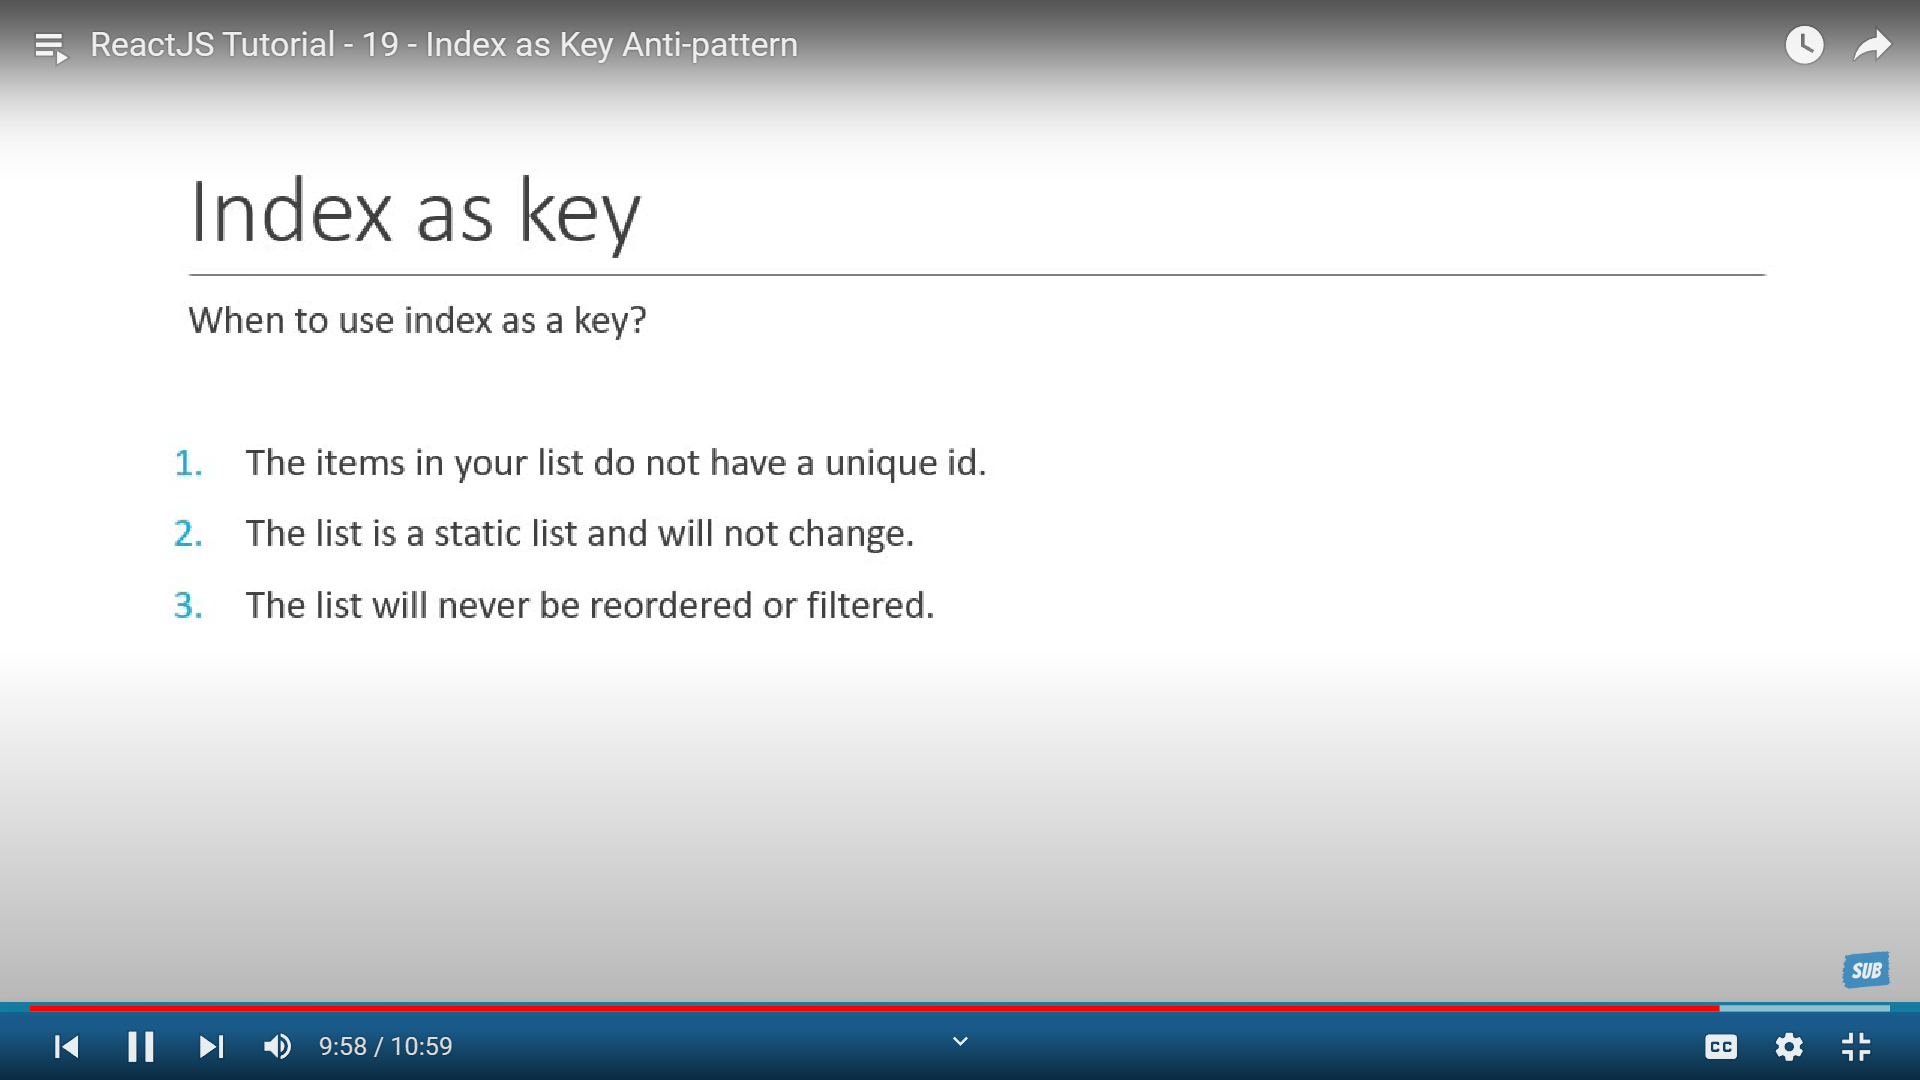 ReactJS Tutorial - 19 - Index as Key Anti-pattern
Index as key
When to use index as a key?
1. The items in your list do not have a unique id.
2. The list is a static list and will not change.
3. The list will never be reordered or filtered.
SUB
9:58 / 10:59
CC